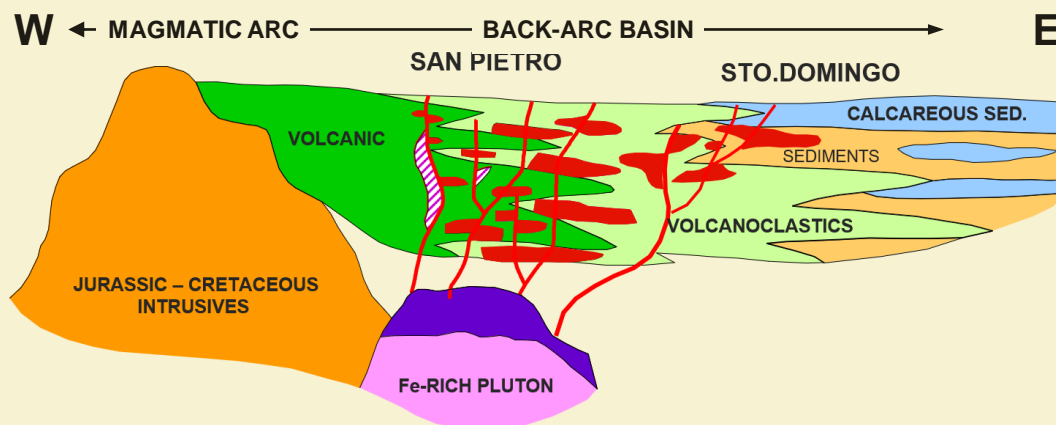 W MAGMATIC ARC BACK-ARC BASIN E
SAN PIETRO
STO.DOMINGO
CALCAREOUS SED.
VOLCANIC
SEDIMENTS
VOLCANOCLASTICS
JURASSIC – CRETACEOUS
INTRUSIVES
Fe-RICH PLUTON